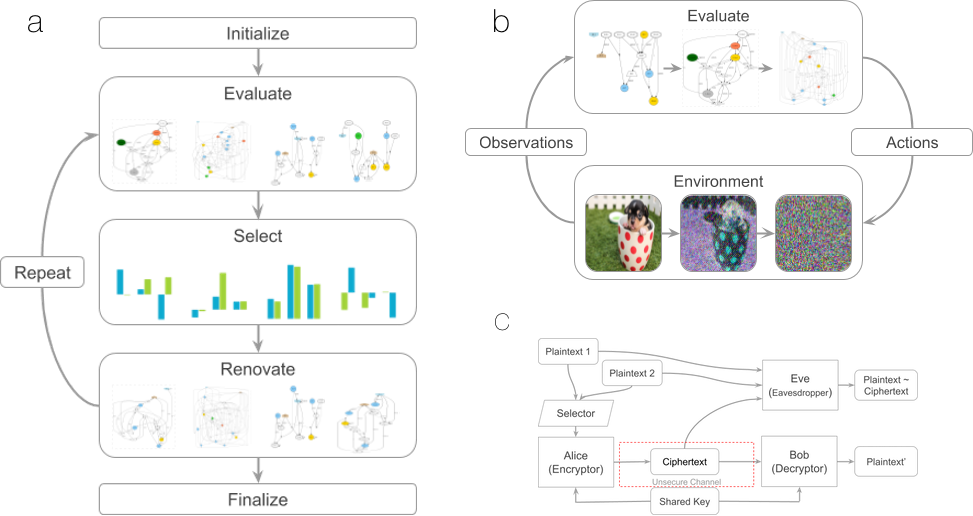 a
Initialize
Evaluate
Select
Repeat
Renovate
Finalize
b
Evaluate
Observations
Actions
Environment
c
Plaintext 1
Plaintext 2
Selector
Eve
(Eavesdropper)
Plaintext ~
Ciphertext
Alice
(Encryptor)
Ciphertext
Unsecure Channel
Bob
(Decryptor)
Plaintext*
Shared Key